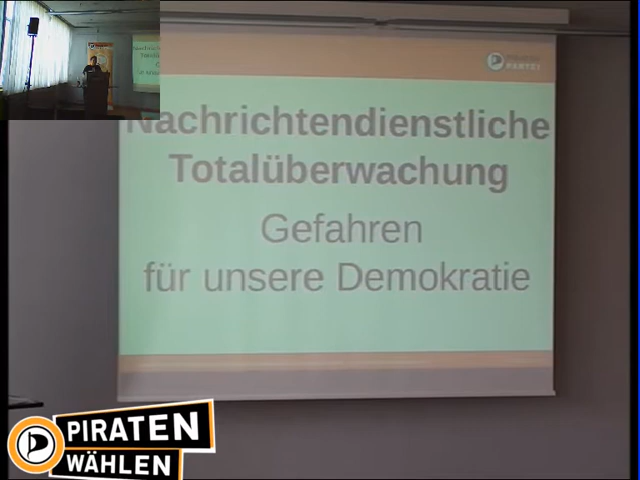 PARTEI
Nachrichtendienstliche
Totalüberwachung
Gefahren
für unsere Demokratie
PIRATEN
WÄHLEN